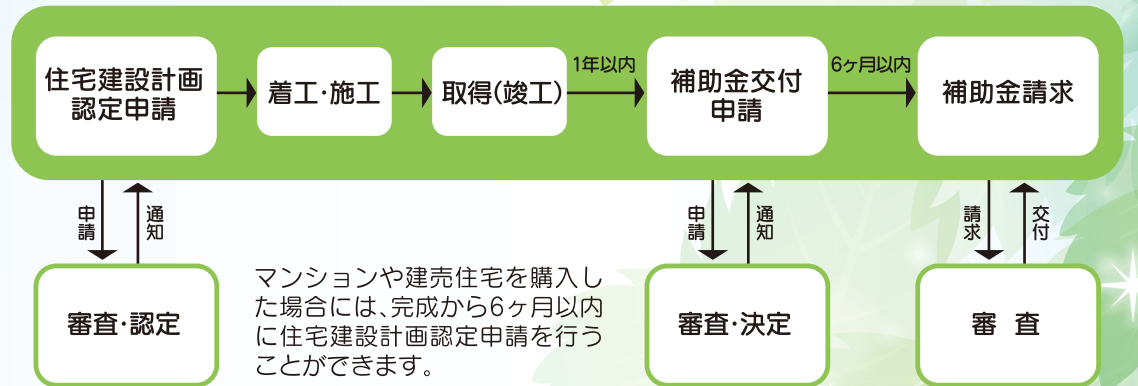 住宅建設計画
認定申請
着工・施工
取得(竣工)
1年以内
補助金交付
申請
6ヶ月以内
補助金請求
申請
通知
申請
通知
請求
交付
審査・認定
マンションや建売住宅を購入し
た場合には、完成から6ヶ月以内
に住宅建設計画認定申請を行う
ことができます。
審査・決定
審 査